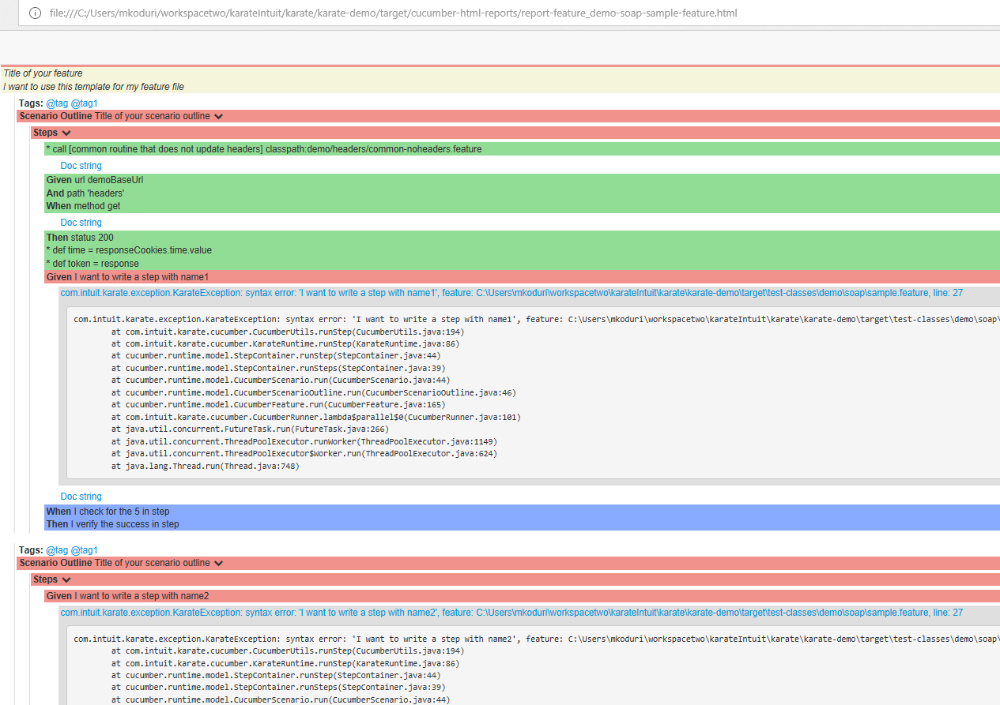 file:///C:/Users/mkoduri/workspacetwo/karateIntuit/karate/karate-demo/target/cucumber-html-reports/report-feature_demo-soap-sample-feature.html
Title of your feature
I want to use this template for my feature file
Tags: @tag @tag1
Scenario Outline Title of your scenario outline
Steps
* call [common routine that does not update headers] classpath:demo/headers/common-noheaders.feature
Doc string
Given url demoBaseUrl
And path 'headers'
When method get
Doc string
Then status 200
* def time = responseCookies.time.value
* def token = response
Given I want to write a step with name1
com.intuit.karate.exception.KarateException: syntax error: 'I want to write a step with name1', feature: C:\Users\mkoduri\workspacetwo\karateIntuit\karate\karate-demo\target\test-classes\demo\soap\sample.feature, line: 27
com.intuit.karate.exception.KarateException: syntax error: 'I want to write a step with name1', feature: C:\Users\mkoduri\workspacetwo\karateIntuit\karate\karate-demo\target\test-classes\demo\soap\
at com.intuit.karate.cucumber.CucumberUtils.runStep(CucumberUtils.java:194)
at com.intuit.karate.cucumber.KarateRuntime.runStep(KarateRuntime.java:86)
at cucumber.runtime.model.StepContainer.runStep(StepContainer.java:44)
at cucumber.runtime.model.StepContainer.runSteps(StepContainer.java:39)
at cucumber.runtime.model.CucumberScenario.run(CucumberScenario.java:44)
at cucumber.runtime.model.CucumberScenarioOutline.run(CucumberScenarioOutline.java:46)
at cucumber.runtime.model.CucumberFeature.run(CucumberFeature.java:165)
at com.intuit.karate.cucumber.CucumberRunner.lambda$parallel$0(CucumberRunner.java:101)
at java.util.concurrent.FutureTask.run(FutureTask.java:266)
at java.util.concurrent.ThreadPoolExecutor.runWorker(ThreadPoolExecutor.java:1149)
at java.util.concurrent.ThreadPoolExecutor$Worker.run(ThreadPoolExecutor.java:624)
at java.lang.Thread.run(Thread.java:748)
Doc string
When I check for the 5 in step
Then I verify the success in step
Tags: @tag @tag1
Scenario Outline Title of your scenario outline
Steps
Given I want to write a step with name2
com.intuit.karate.exception.KarateException: syntax error: 'I want to write a step with name2', feature: C:\Users\mkoduri\workspacetwo\karateIntuit\karate\karate-demo\target\test-classes\demo\soap\sample.feature, line: 27
com.intuit.karate.exception.KarateException: syntax error: 'I want to write a step with name2', feature: C:\Users\mkoduri\workspacetwo\karateIntuit\karate\karate-demo\target\test-classes\demo\soap\
at com.intuit.karate.cucumber.CucumberUtils.runStep(CucumberUtils.java:194)
at com.intuit.karate.cucumber.KarateRuntime.runStep(KarateRuntime.java:86)
at cucumber.runtime.model.StepContainer.runStep(StepContainer.java:44)
at cucumber.runtime.model.StepContainer.runSteps(StepContainer.java:39)
at cucumber.runtime.model.CucumberScenario.run(CucumberScenario.java:44)